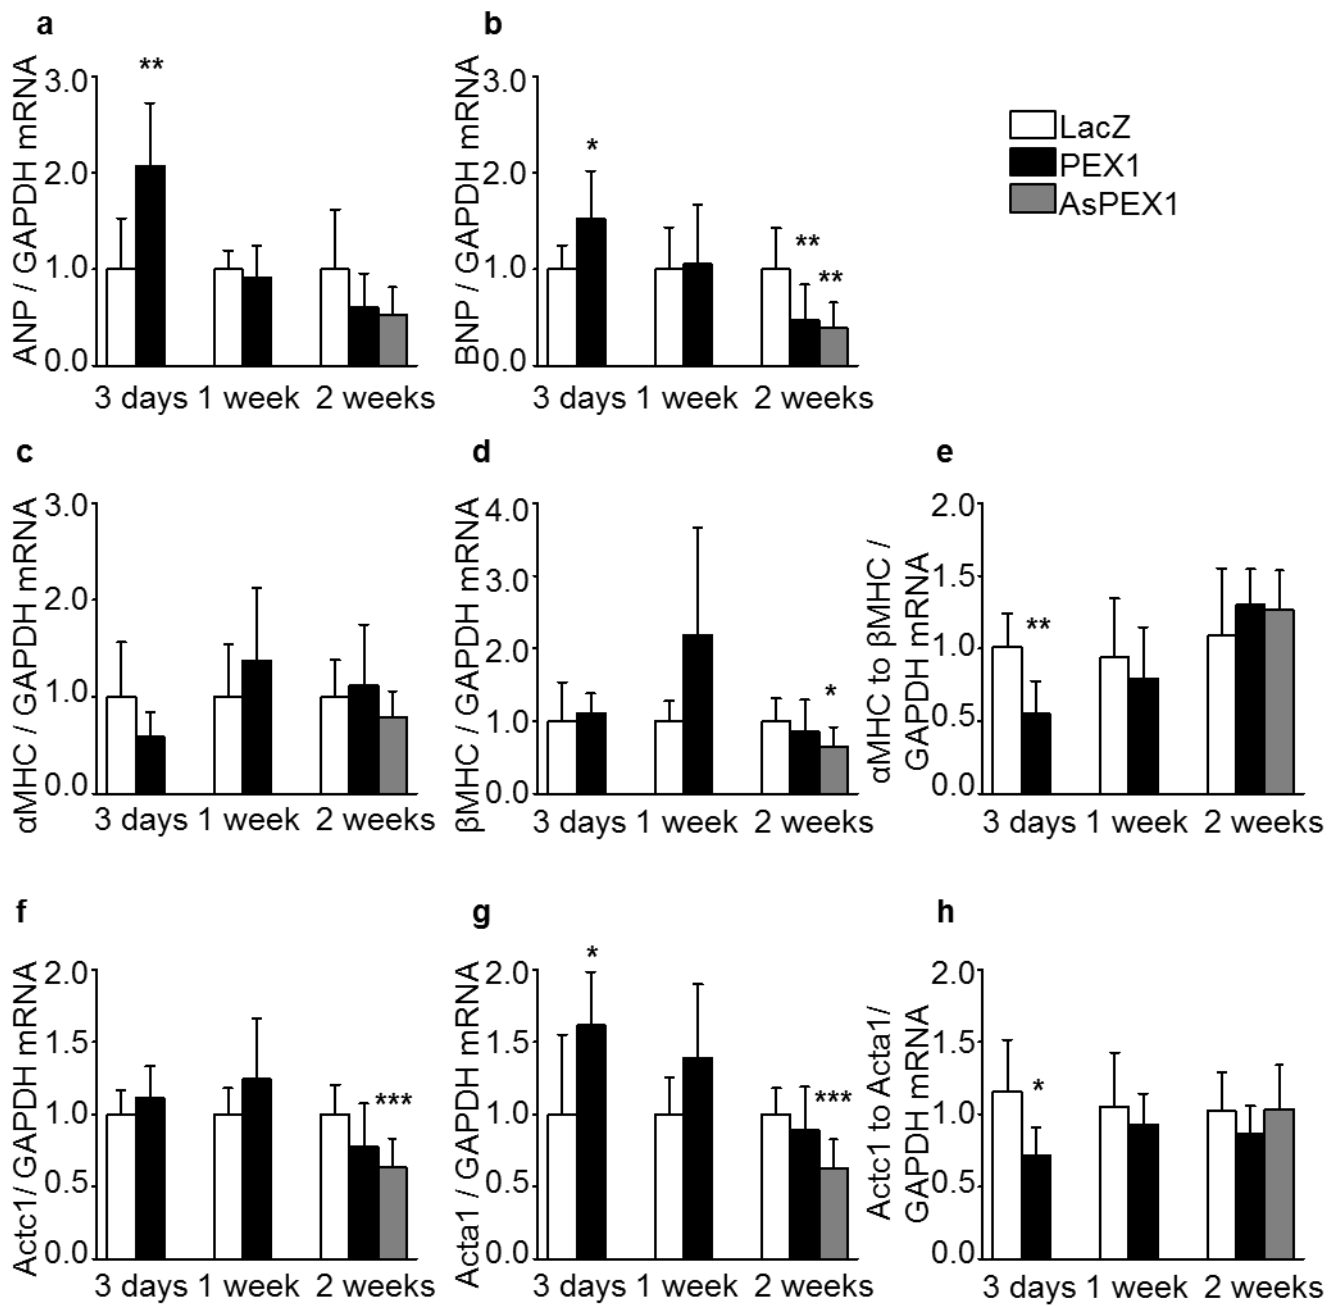 a
ANP / GAPDH mRNA
3.0
2.0
1.0
0.0
**
3 days 1 week 2 weeks
b
BNP / GAPDH mRNA
3.0
2.0
1.0
0.0
*
**
**
3 days 1 week 2 weeks
LacZ
PEX1
AsPEX1
c
αMHC / GAPDH mRNA
3.0
2.0
1.0
0.0
3 days 1 week 2 weeks
d
βMHC / GAPDH mRNA
4.0
3.0
2.0
1.0
0.0
*
3 days 1 week 2 weeks
e
αMHC to βMHC /
GAPDH mRNA
2.0
1.5
1.0
0.5
0.0
**
3 days 1 week 2 weeks
f
Actc1/ GAPDH mRNA
2.0
1.5
1.0
0.5
0.0
***
3 days 1 week 2 weeks
g
Acta1 / GAPDH mRNA
2.0
1.5
1.0
0.5
0.0
*
***
3 days 1 week 2 weeks
h
Actc1 to Acta1/
GAPDH mRNA
2.0
1.5
1.0
0.5
0.0
*
3 days 1 week 2 weeks